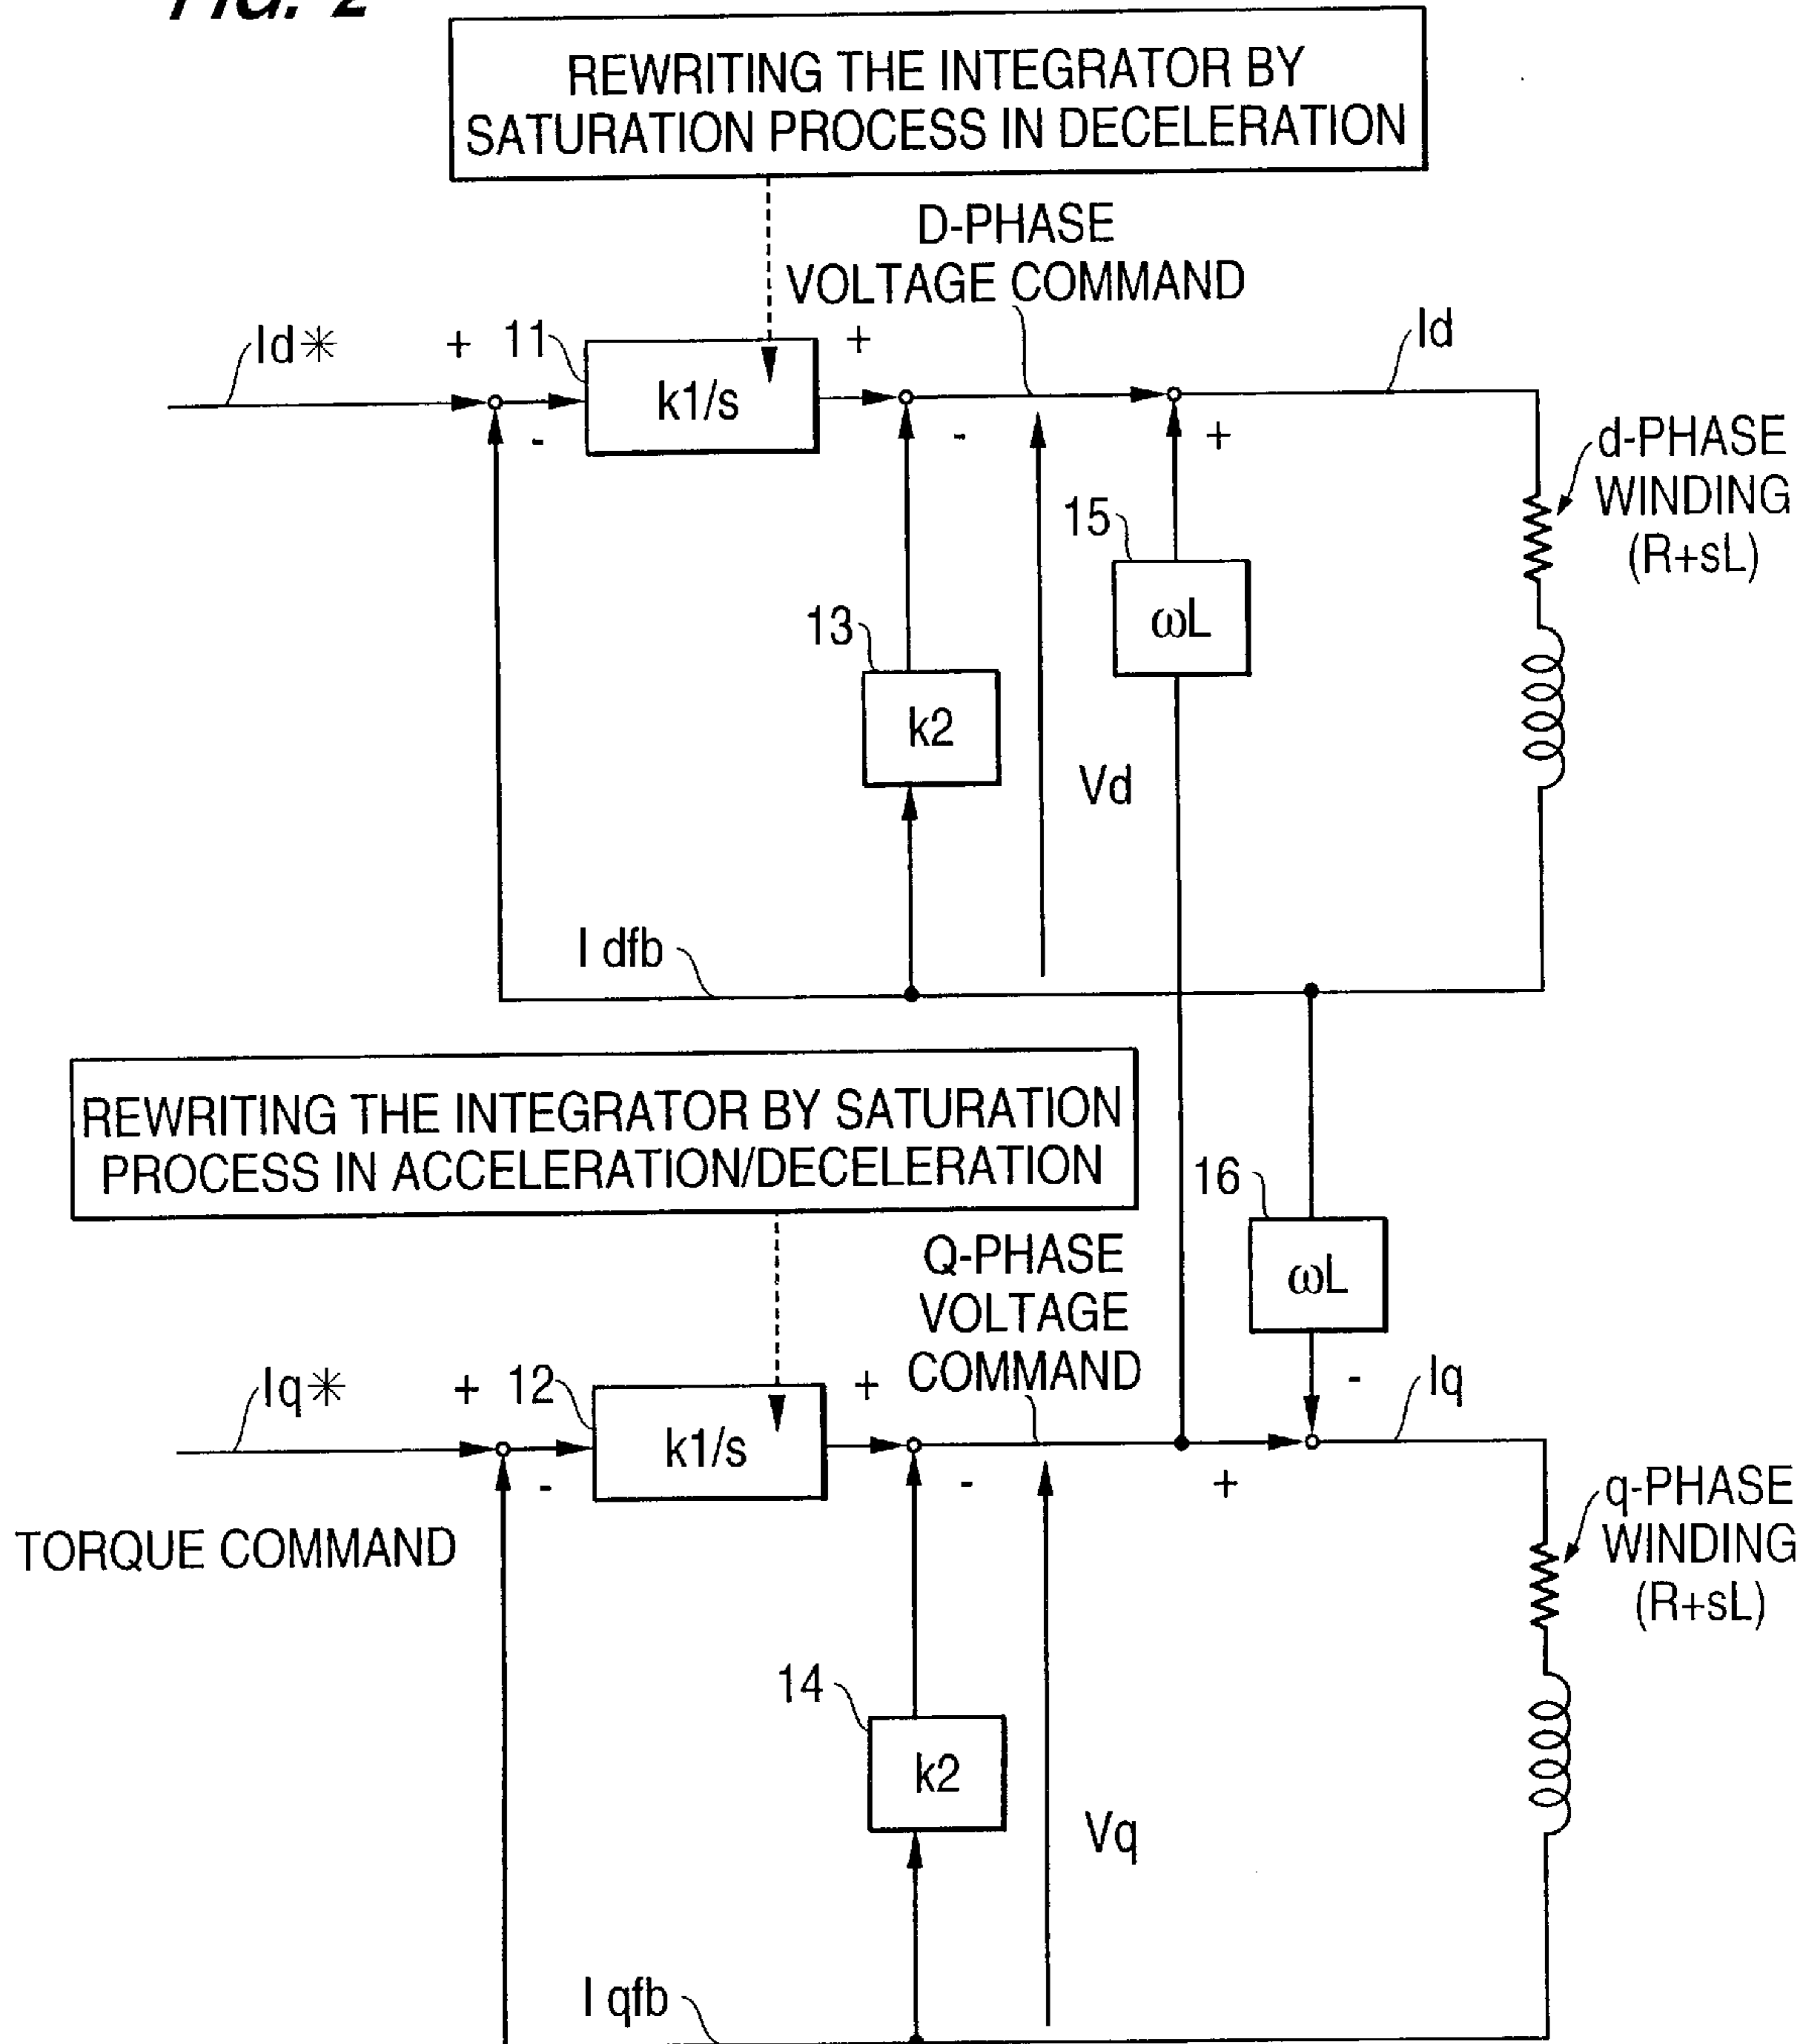 FIG. 2
REWRITING THE INTEGRATOR BY
SATURATION PROCESS IN DECELERATION
D-PHASE
VOLTAGE COMMAND
Id*
+
11
k1/s
+
Id
-
-
+
d-PHASE
WINDING
(R+sL)
15
ωL
13
k2
Vd
I dfb
REWRITING THE INTEGRATOR BY SATURATION
PROCESS IN ACCELERATION/DECELERATION
16
ωL
Q-PHASE
VOLTAGE
COMMAND
Iq*
+
12
k1/s
+
-
Iq
-
-
+
q-PHASE
WINDING
(R+sL)
TORQUE COMMAND
14
k2
Vq
I qfb